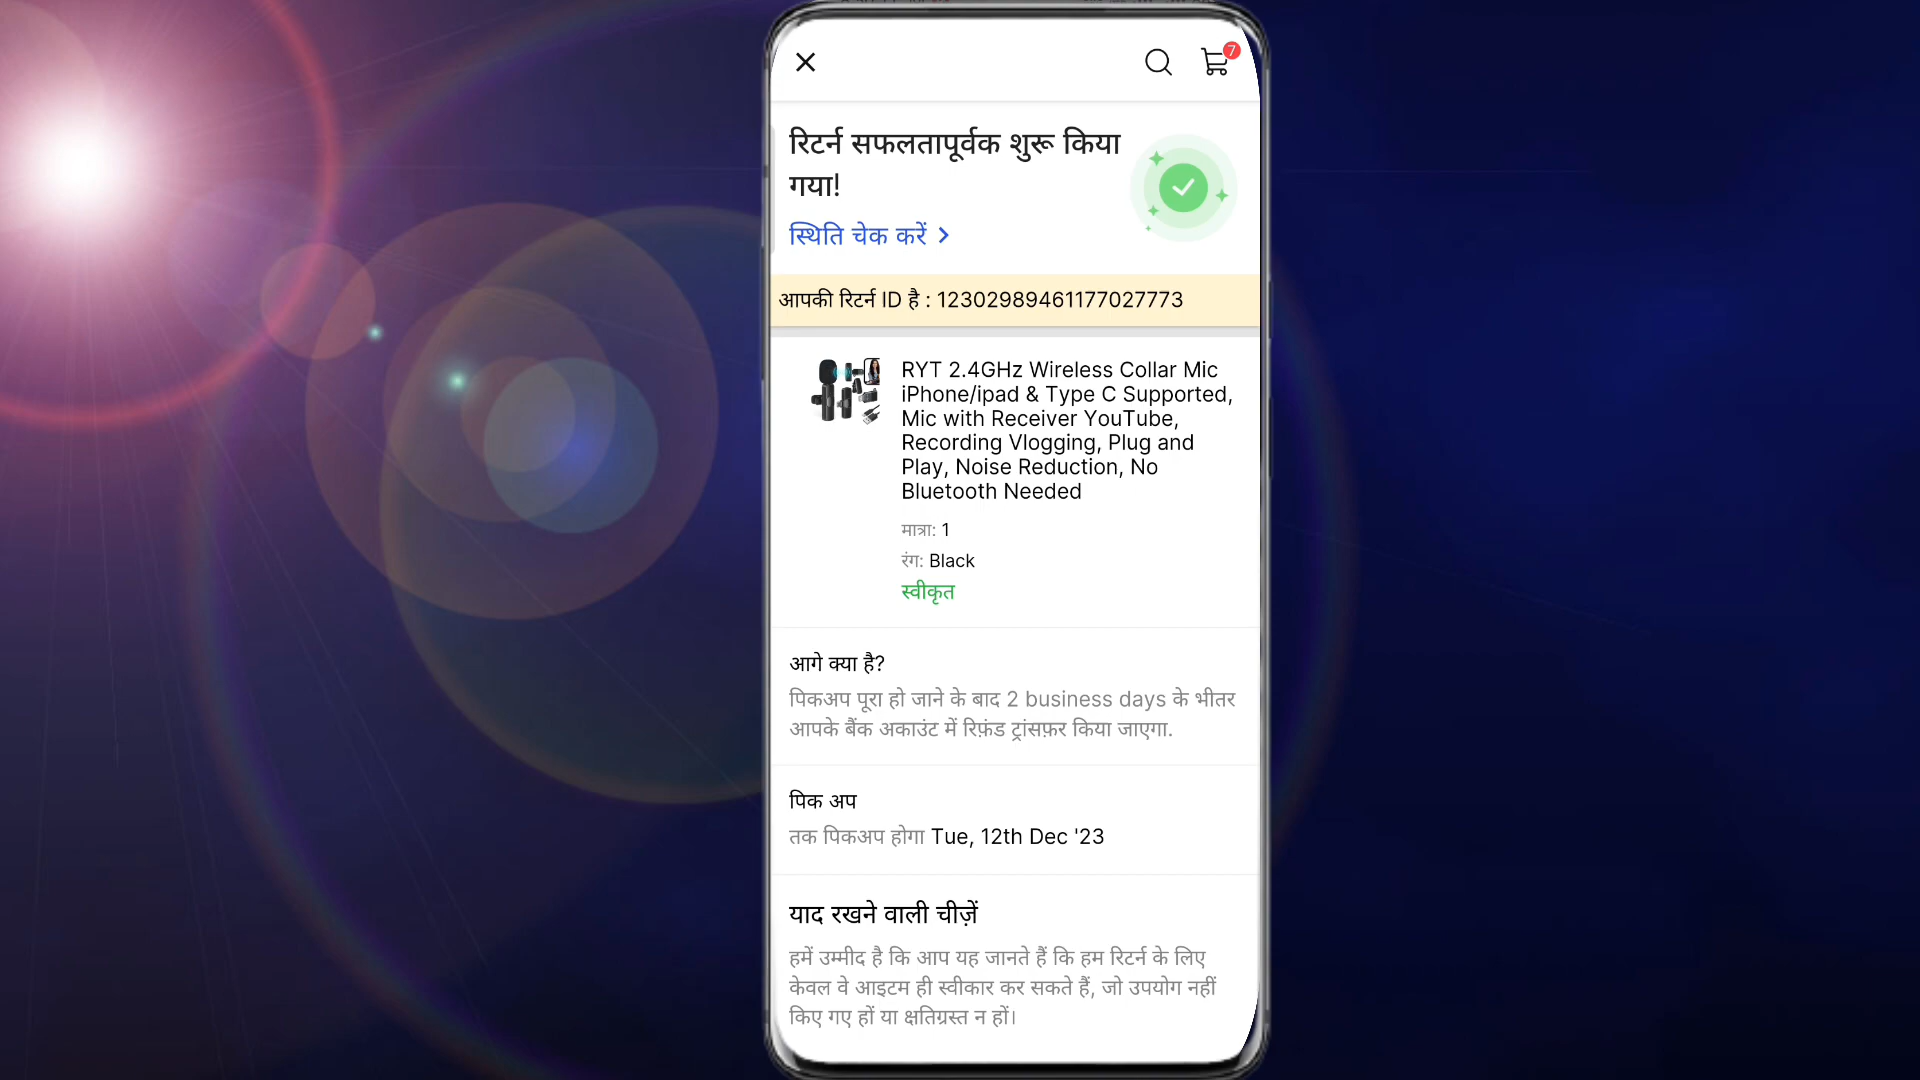 7
रिटर्न सफलतापूर्वक शुरू किया
गया!
स्थिति चेक करें
आपकी रिटर्न ID है : 12302989461177027773
RYT 2.4GHz Wireless Collar Mic
iPhone/ipad & Type C Supported,
Mic with Receiver YouTube,
Recording Vlogging, Plug and
Play, Noise Reduction, No
Bluetooth Needed
मात्रा: 1
रंग: Black
स्वीकृत
आगे क्या है?
पिकअप पूरा हो जाने के बाद 2 business days के भीतर
आपके बैंक अकाउंट में रिफ़ंड ट्रांसफ़र किया जाएगा.
पिक अप
तक पिकअप होगा Tue, 12th Dec '23
याद रखने वाली चीज़ें
हमें उम्मीद है कि आप यह जानते हैं कि हम रिटर्न के लिए
केवल वे आइटम ही स्वीकार कर सकते हैं, जो उपयोग नहीं
किए गए हों या क्षतिग्रस्त न हों।